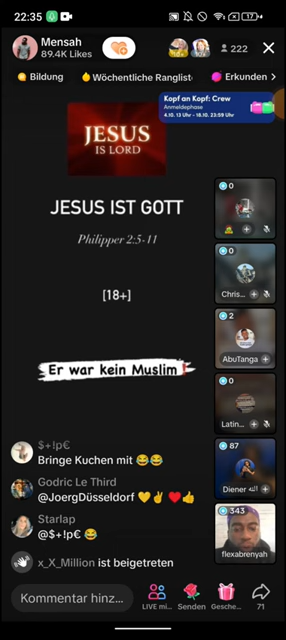 22:35
17
Mensah
89.4K Likes
222
Bildung
Wöchentliche Rangliste
Erkunden >
Kopf an Kopf: Crew
Anmeldephase
4.10. 13 Uhr - 18.10. 23:59 Uhr
JESUS
IS LORD
JESUS IST GOTT
Philipper 2:5-11
[18+]
Er war kein Muslim❗
0
0
Chris...
2
AbuTanga
0
Latin...
87
Diener الله
343
flexabrenyah
$+!p€
Bringe Kuchen mit 😂😂
Godric Le Third
@JoergDüsseldorf 💛✌️❤️👍
Starlap
@$+!p€ 😂
x_X_Million ist beigetreten
Kommentar hinz...
LIVE mi...
Senden
Gesche...
71